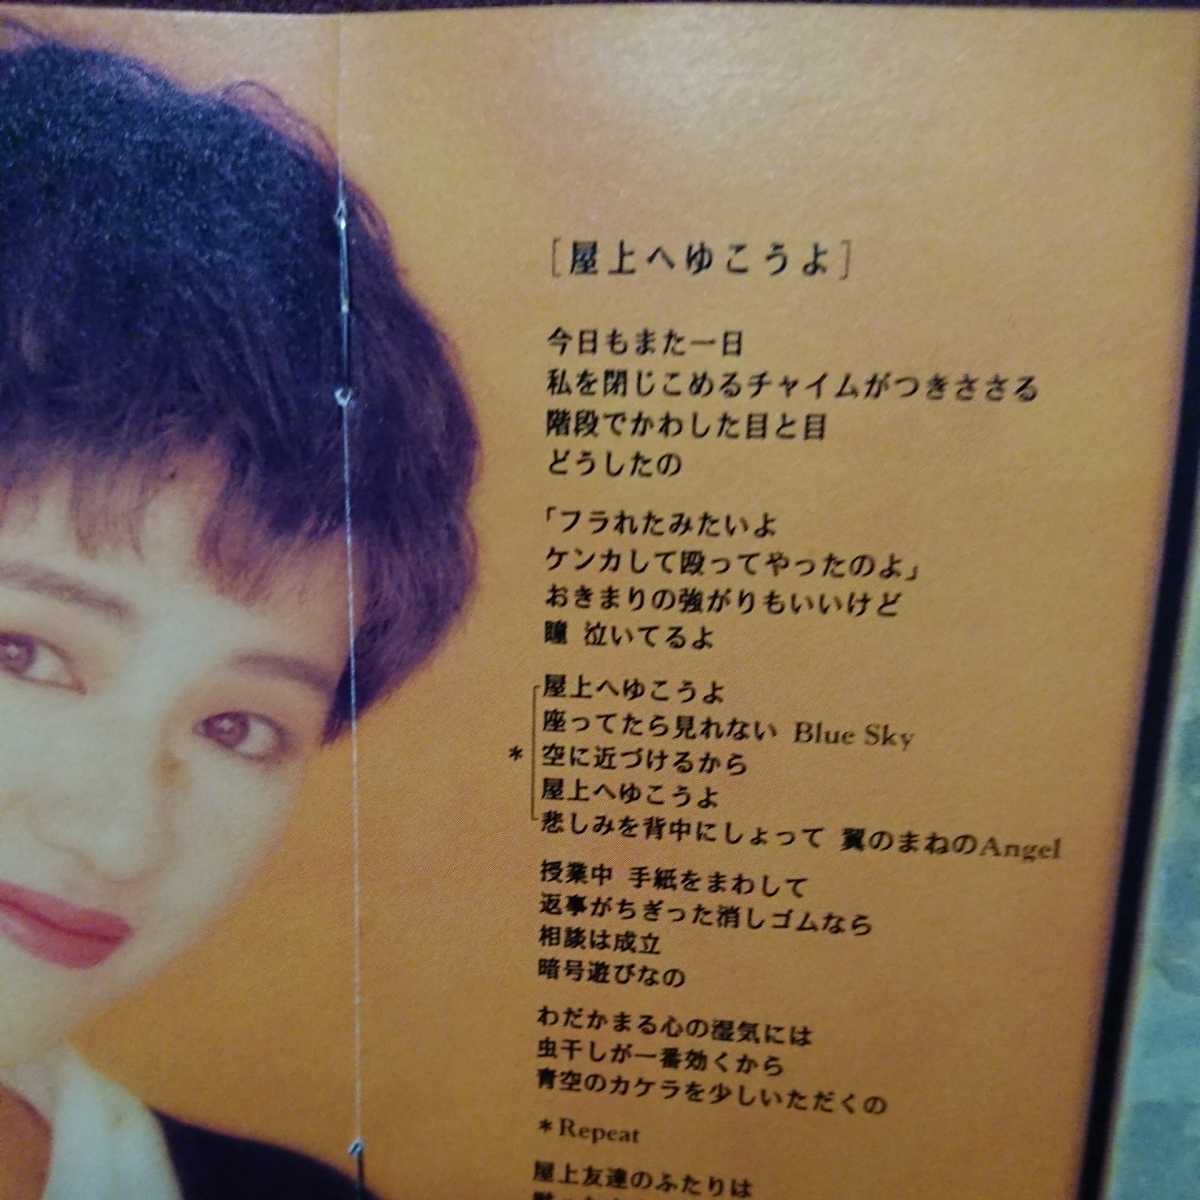 [屋上へゆこうよ]
今日もまた一日
私を閉じこめるチャイムがつきささる
階段でかわした目と目
どうしたの
「フラれたみたいよ
ケンカして殴ってやったのよ」
おきまりの強がりもいいけど
瞳 泣いてるよ
屋上へゆこうよ
座ってたら見れない Blue Sky
* 空に近づけるから
屋上へゆこうよ
悲しみを背中にしょって 翼のまねのAngel
授業中 手紙をまわして
返事がちぎった消しゴムなら
相談は成立
暗号遊びなの
わだかまる心の湿気には
虫干しが一番効くから
青空のカケラを少しいただくの
*Repeat
屋上友達のふたりは